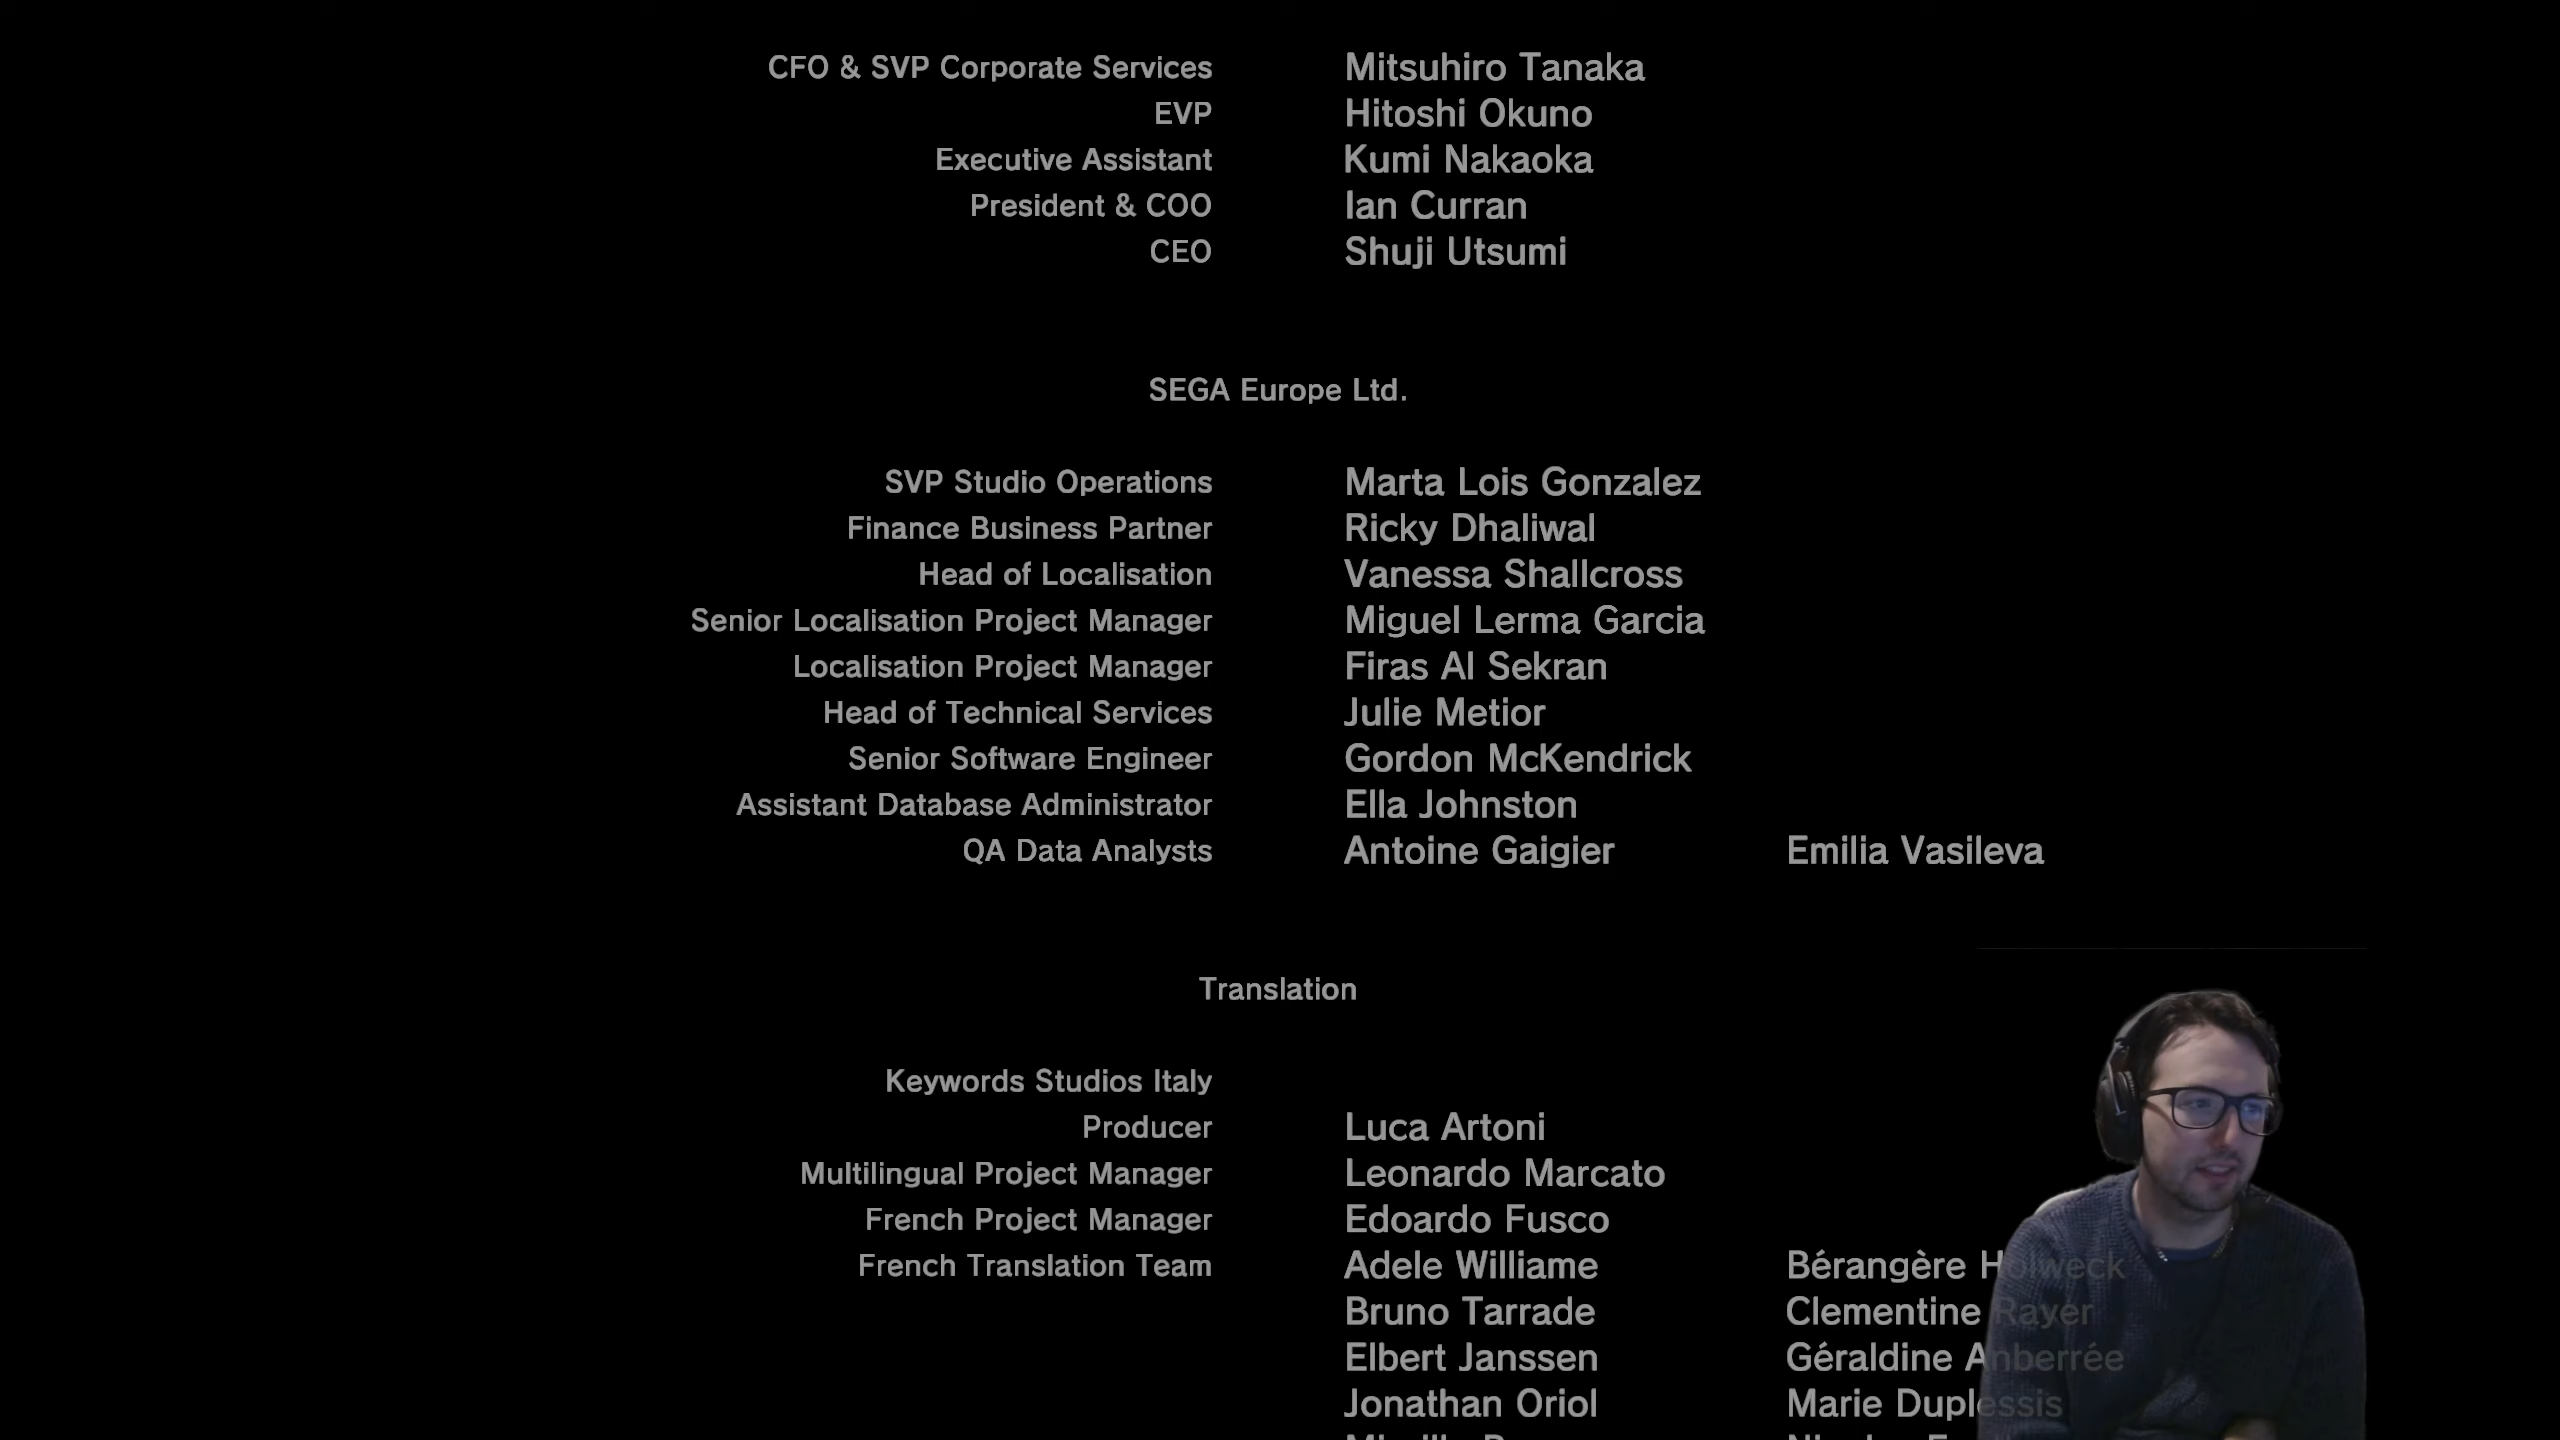 CFO & SVP Corporate Services Mitsuhiro Tanaka
EVP Hitoshi Okuno
Executive Assistant Kumi Nakaoka
President & COO Ian Curran
CEO Shuji Utsumi
SEGA Europe Ltd.
SVP Studio Operations Marta Lois Gonzalez
Finance Business Partner Ricky Dhaliwal
Head of Localisation Vanessa Shallcross
Senior Localisation Project Manager Miguel Lerma Garcia
Localisation Project Manager Firas Al Sekran
Head of Technical Services Julie Metior
Senior Software Engineer Gordon McKendrick
Assistant Database Administrator Ella Johnston
QA Data Analysts Antoine Gaigier Emilia Vasileva
Translation
Keywords Studios Italy
Producer Luca Artoni
Multilingual Project Manager Leonardo Marcato
French Project Manager Edoardo Fusco
French Translation Team Adele Williame Bérangère Holweck
Bruno Tarrade Clementine Rayer
Elbert Janssen Géraldine Anberrée
Jonathan Oriol Marie Duplessis